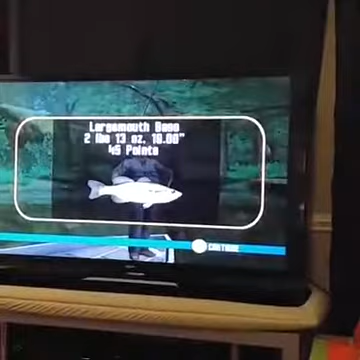 Largemouth Bass
2 lbs 13 oz, 18.00"
45 Points
CONTINUE